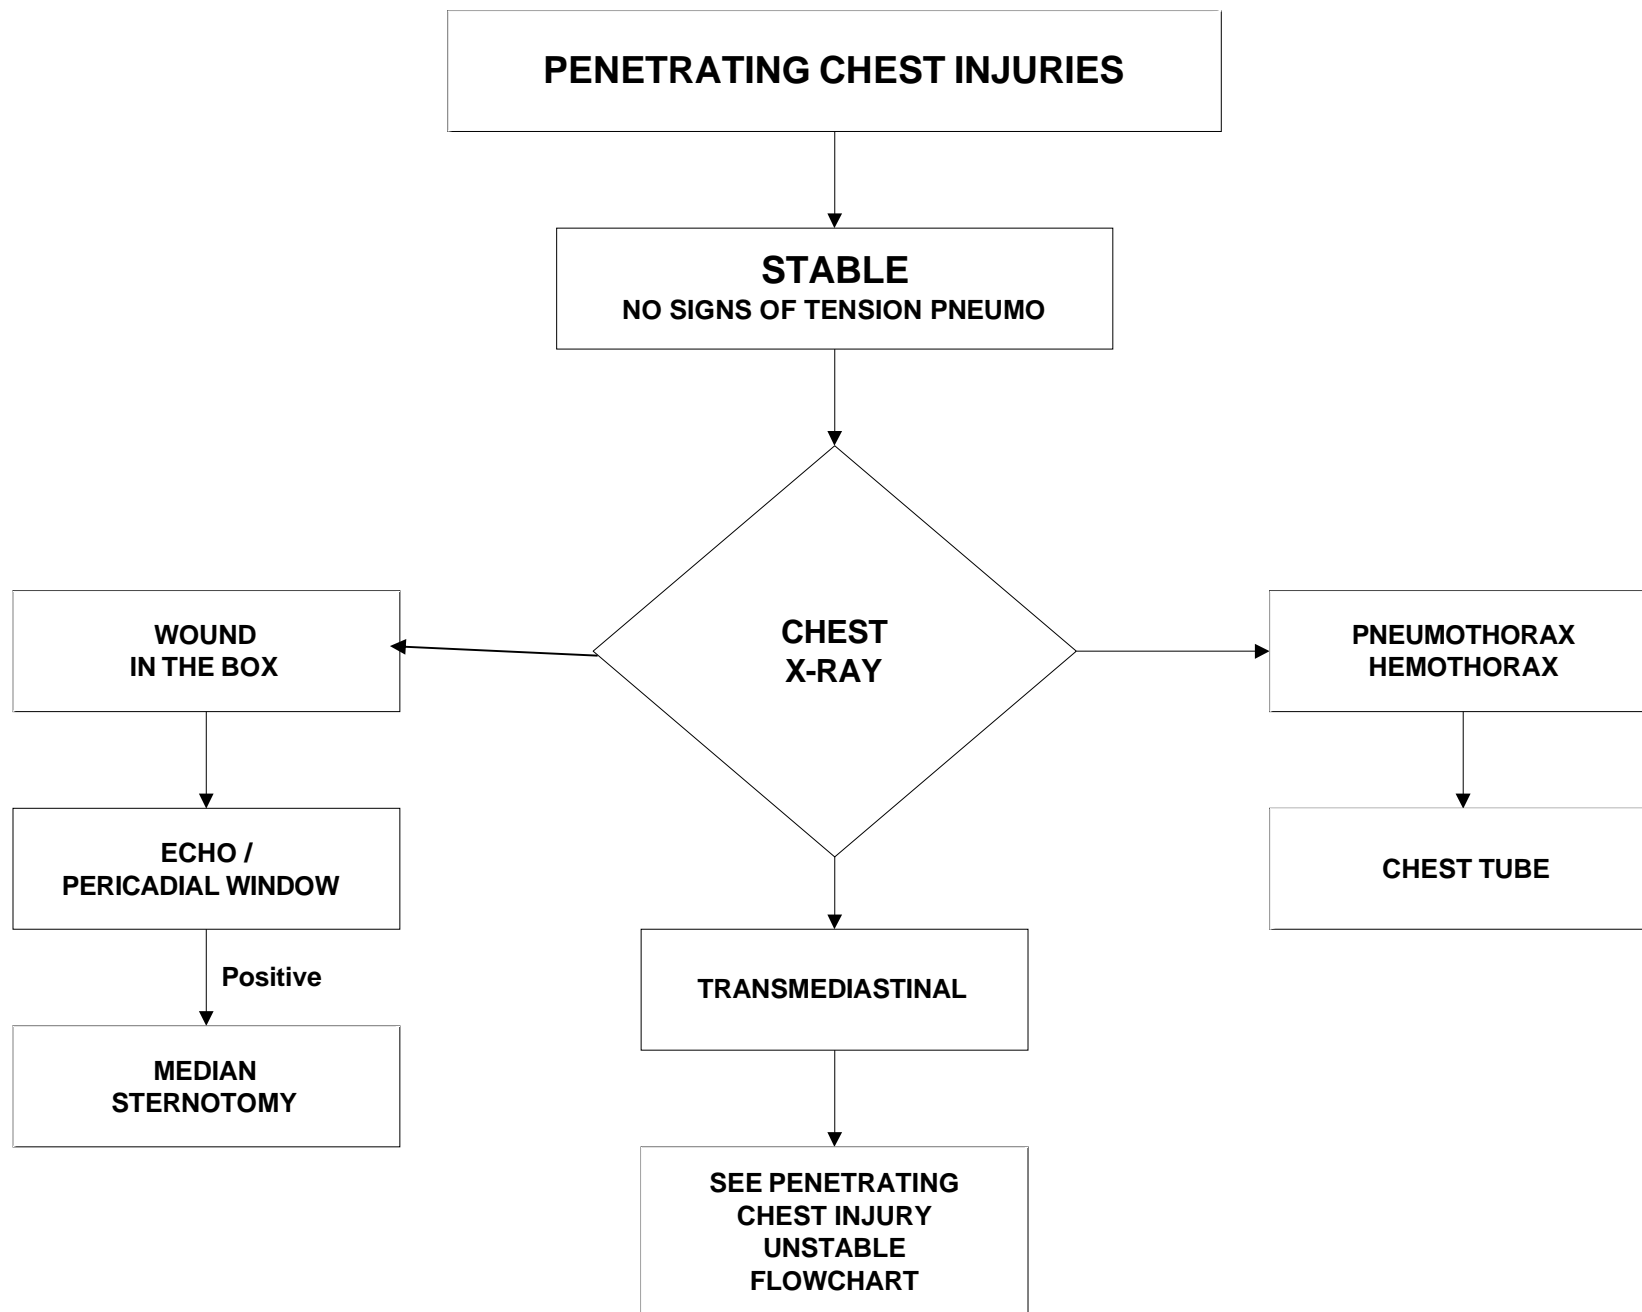 PENETRATING CHEST INJURIES
STABLE
NO SIGNS OF TENSION PNEUMO
CHEST
X-RAY
WOUND
IN THE BOX
ECHO /
PERICADIAL WINDOW
Positive
MEDIAN
STERNOTOMY
TRANSMEDIASTINAL
SEE PENETRATING
CHEST INJURY
UNSTABLE
FLOWCHART
PNEUMOTHORAX
HEMOTHORAX
CHEST TUBE